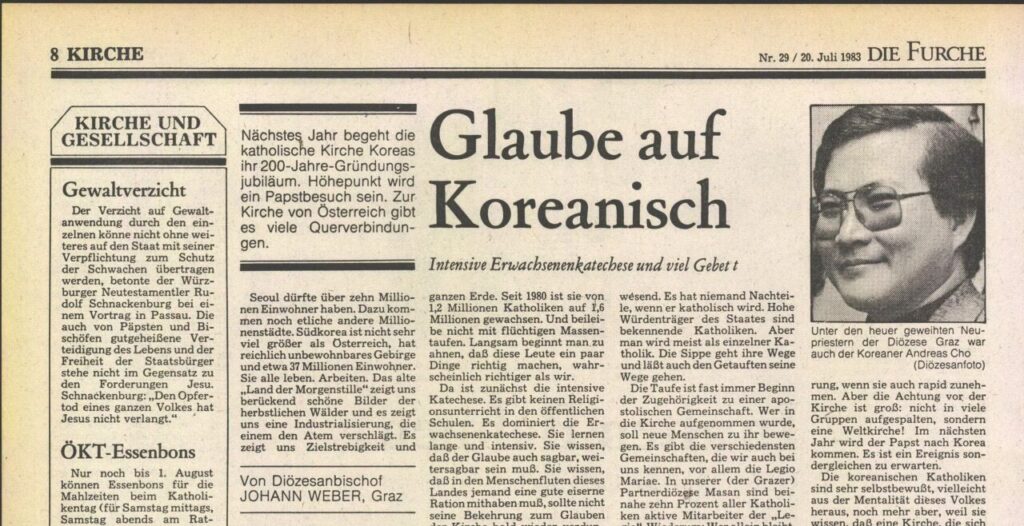 8 KIRCHE
Nr. 29 / 20. Juli 1983 DIE FURCHE
KIRCHE UND
GESELLSCHAFT
Gewaltverzicht
Der Verzicht auf Gewalt-
anwendung durch den ein-
zelnen könne nicht ohne wei-
teres auf den Staat mit seiner
Verpflichtung zum Schutz
der Schwachen übertragen
werden, betonte der Würz-
burger Neutestamentler Ru-
dolf Schnackenburg bei ei-
nem Vortrag in Passau. Die
auch von Päpsten und Bi-
schöfen gutgeheißene Ver-
teidigung des Lebens und der
Freiheit der Staatsbürger
stehe nicht im Gegensatz zu
den Forderungen Jesu.
Schnackenburg: „Den Opfer-
tod eines ganzen Volkes hat
Jesus nicht verlangt.“
ÖKT-Essenbons
Nur noch bis 1. August
können Essenbons für die
Mahlzeiten beim Katholi-
kentag (für Samstag mittags,
Samstag abends am Rat-
Nächstes Jahr begeht die
katholische Kirche Koreas
ihr 200-Jahre-Gründungs-
jubiläum. Höhepunkt wird
ein Papstbesuch sein. Zur
Kirche von Österreich gibt
es viele Querverbindun-
gen.
Glaube auf
Koreanisch
Intensive Erwachsenenkatechese und viel Gebet t
Seoul dürfte über zehn Millio-
nen Einwohner haben. Dazu kom-
men noch etliche andere Millio-
nenstädte. Südkorea ist nicht sehr
viel größer als Österreich, hat
reichlich unbewohnbares Gebirge
und etwa 37 Millionen Einwohner.
Sie alle leben. Arbeiten. Das alte
„Land der Morgenstille“ zeigt uns
berückend schöne Bilder der
herbstlichen Wälder und es zeigt
uns eine Industrialisierung, die
einem den Atem verschlägt. Es
zeigt uns Zielstrebigkeit und
Von Diözesanbischof
JOHANN WEBER, Graz
ganzen Erde. Seit 1980 ist sie von
1,2 Millionen Katholiken auf 1,6
Millionen gewachsen. Und beilei-
be nicht mit flüchtigen Massen-
taufen. Langsam beginnt man zu
ahnen, daß diese Leute ein paar
Dinge richtig machen, wahr-
scheinlich richtiger als wir.
Da ist zunächst die intensive
Katechese. Es gibt keinen Religi-
onsunterricht in den öffentlichen
Schulen. Es dominiert die Er-
wachsenenkatechese. Sie lernen
lange und intensiv. Sie wissen,
daß der Glaube auch sagbar, wei-
tersagbar sein muß. Sie wissen,
daß in den Menschenfluten dieses
Landes jemand eine gute eiserne
Ration mithaben muß, sollte nicht
seine Bekehrung zum Glauben
wesend. Es hat niemand Nachtei-
le, wenn er katholisch wird. Hohe
Würdenträger des Staates sind
bekennende Katholiken. Aber
man wird meist als einzelner Ka-
tholik. Die Sippe geht ihre Wege
und läßt auch den Getauften seine
Wege gehen.
Die Taufe ist fast immer Beginn
der Zugehörigkeit zu einer apo-
stolischen Gemeinschaft. Wer in
die Kirche aufgenommen wurde,
soll neue Menschen zu ihr bewe-
gen. Es gibt die verschiedensten
Gemeinschaften, die wir auch bei
uns kennen, vor allem die Legio
Mariae. In unserer (der Grazer)
Partnerdiözese Masan sind bei-
nahe zehn Prozent aller Katholi-
ken aktive Mitarbeiter der „Le-
Unter den heuer geweihten Neu-
priestern der Diözese Graz war
auch der Koreaner Andreas Cho
(Diözesanfoto)
rung, wenn sie auch rapid zuneh-
men. Aber die Achtung vor der
Kirche ist groß: nicht in viele
Gruppen aufgespalten, sondern
eine Weltkirche! Im nächsten
Jahr wird der Papst nach Korea
kommen. Es ist ein Ereignis son-
dergleichen zu erwarten.
Die koreanischen Katholiken
sind sehr selbstbewußt, vielleicht
aus der Mentalität dieses Volkes
heraus, noch mehr aber, weil sie
wissen, daß eine Kirche, die sich